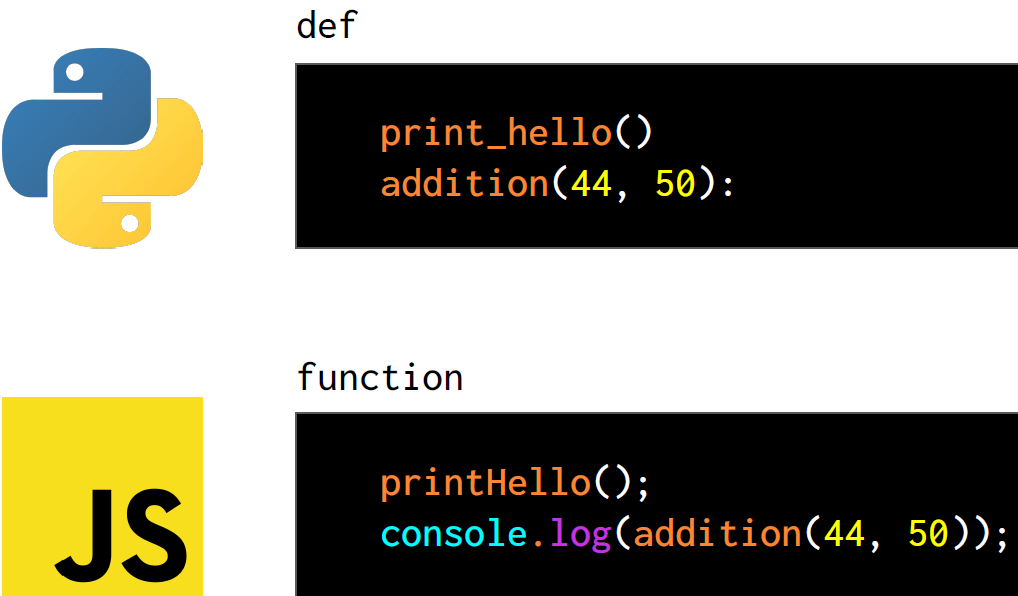 def
print_hello()
addition(44, 50):
function
printHello();
console.log(addition(44, 50));
JS